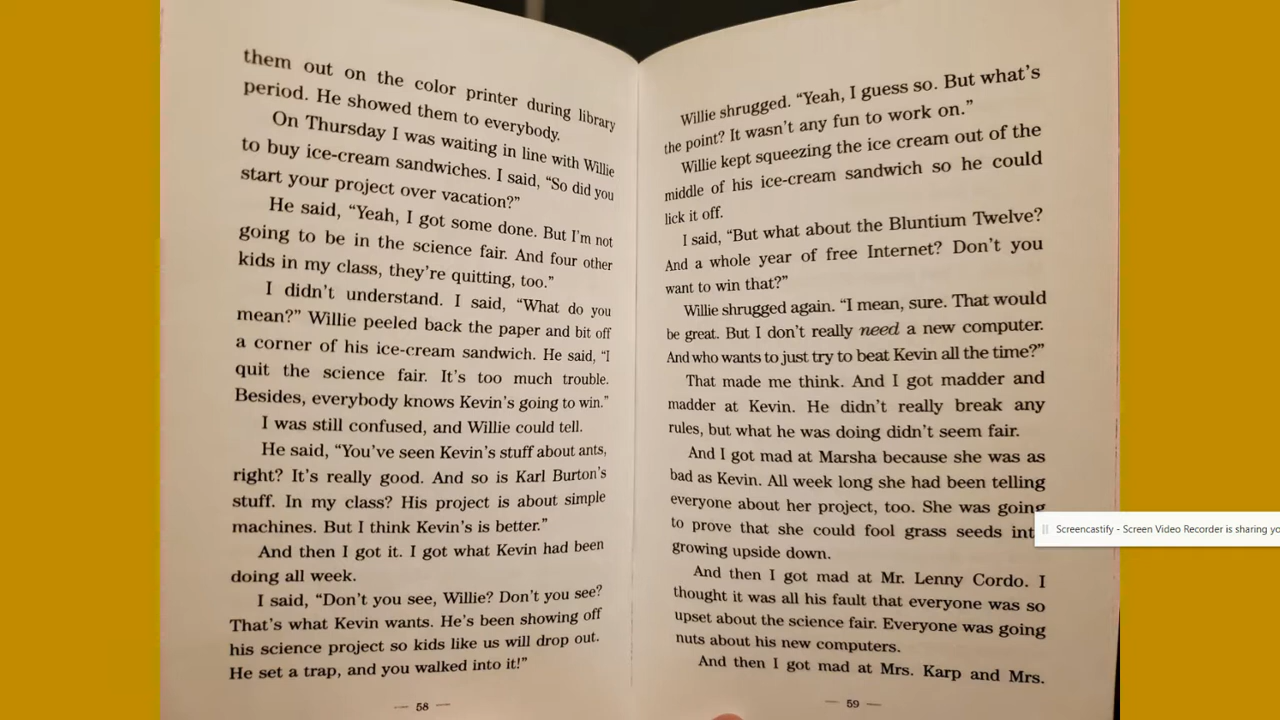 them out on the color printer during library
period. He showed them to everybody.
On Thursday I was waiting in line with Willie
to buy ice-cream sandwiches. I said, “So did you
start your project over vacation?”
He said, “Yeah, I got some done. But I’m not
going to be in the science fair. And four other
kids in my class, they’re quitting, too.”
I didn’t understand. I said, “What do you
mean?” Willie peeled back the paper and bit off
a corner of his ice-cream sandwich. He said, “I
quit the science fair. It’s too much trouble.
Besides, everybody knows Kevin’s going to win.”
I was still confused, and Willie could tell.
He said, “You’ve seen Kevin’s stuff about ants,
right? It’s really good. And so is Karl Burton’s
stuff. In my class? His project is about simple
machines. But I think Kevin’s is better.”
And then I got it. I got what Kevin had been
doing all week.
I said, “Don’t you see, Willie? Don’t you see?
That’s what Kevin wants. He’s been showing off
his science project so kids like us will drop out.
He set a trap, and you walked into it!”
— 58 —
Willie shrugged. “Yeah, I guess so. But what’s
the point? It wasn’t any fun to work on.”
Willie kept squeezing the ice cream out of the
middle of his ice-cream sandwich so he could
lick it off.
I said, “But what about the Bluntium Twelve?
And a whole year of free Internet? Don’t you
want to win that?”
Willie shrugged again. “I mean, sure. That would
be great. But I don’t really need a new computer.
And who wants to just try to beat Kevin all the time?”
That made me think. And I got madder and
madder at Kevin. He didn’t really break any
rules, but what he was doing didn’t seem fair.
And I got mad at Marsha because she was as
bad as Kevin. All week long she had been telling
everyone about her project, too. She was going
to prove that she could fool grass seeds int
growing upside down.
And then I got mad at Mr. Lenny Cordo. I
thought it was all his fault that everyone was so
upset about the science fair. Everyone was going
nuts about his new computers.
And then I got mad at Mrs. Karp and Mrs.
— 59 —
Screencastify - Screen Video Recorder is sharing yo